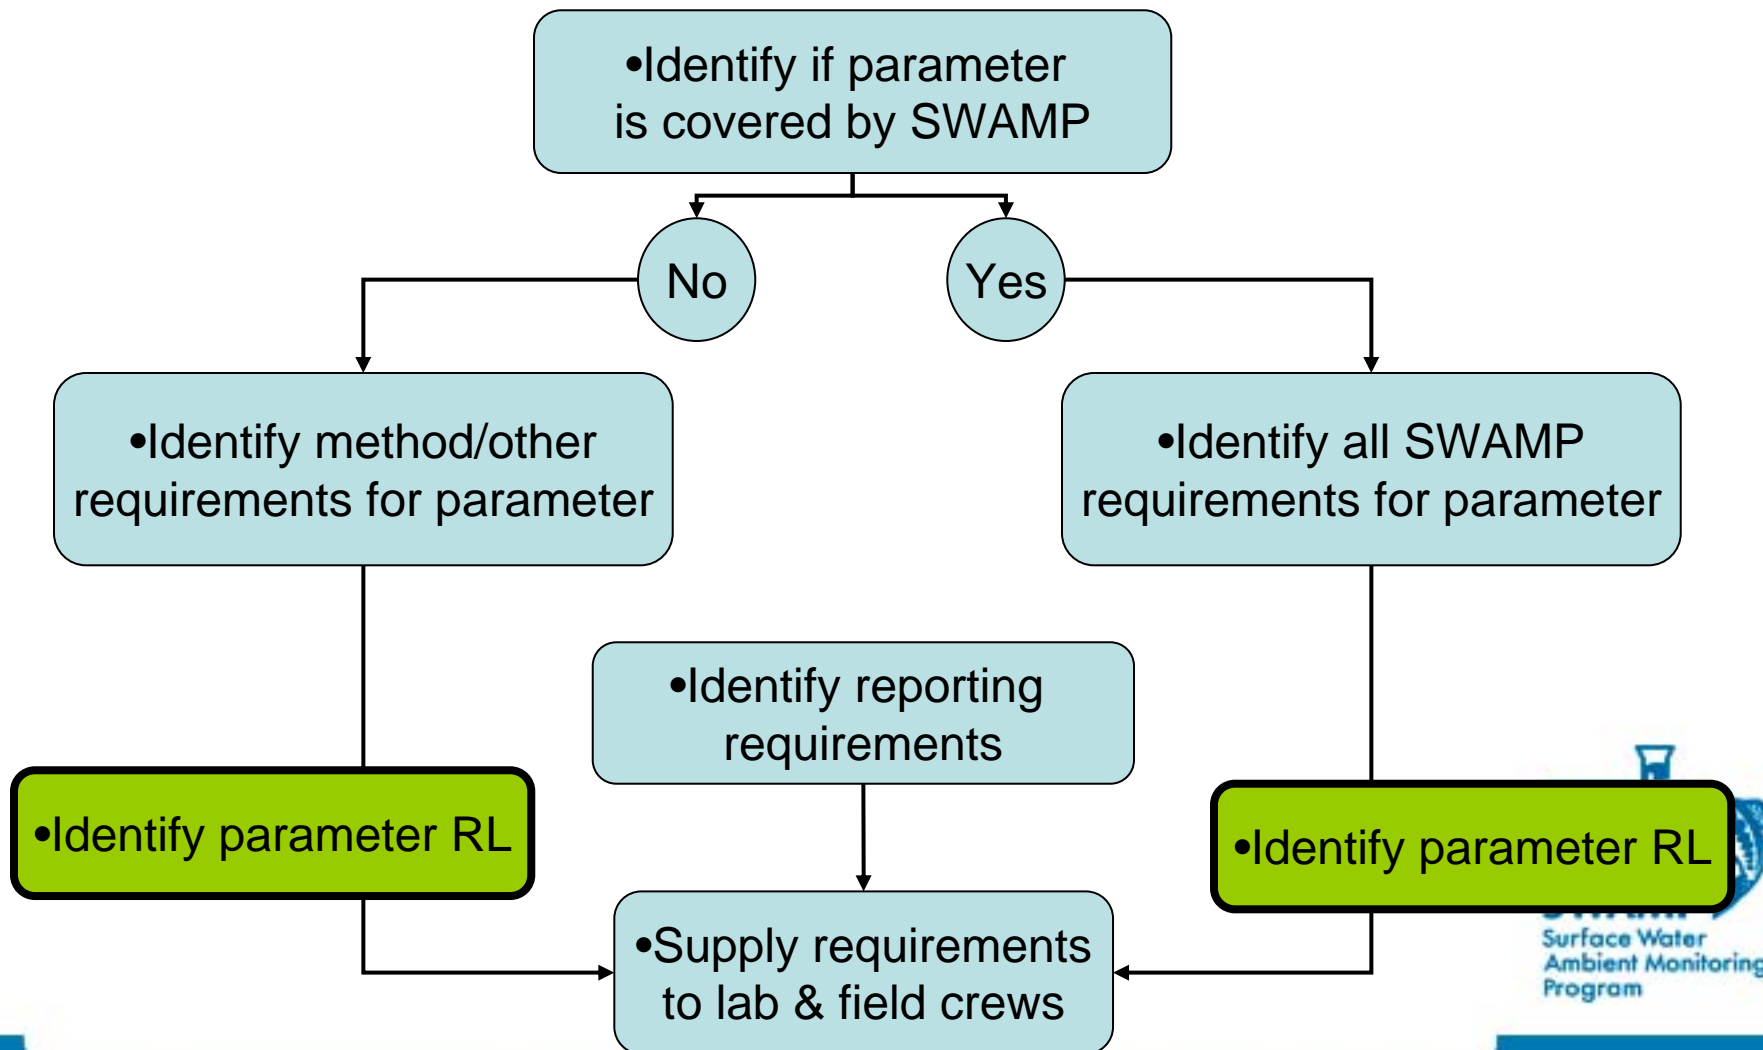 •Identify if parameter
is covered by SWAMP
No
Yes
•Identify method/other
requirements for parameter
•Identify all SWAMP
requirements for parameter
•Identify reporting
requirements
•Identify parameter RL
•Identify parameter RL
•Supply requirements
to lab & field crews
Surface Water
Ambient Monitoring
Program